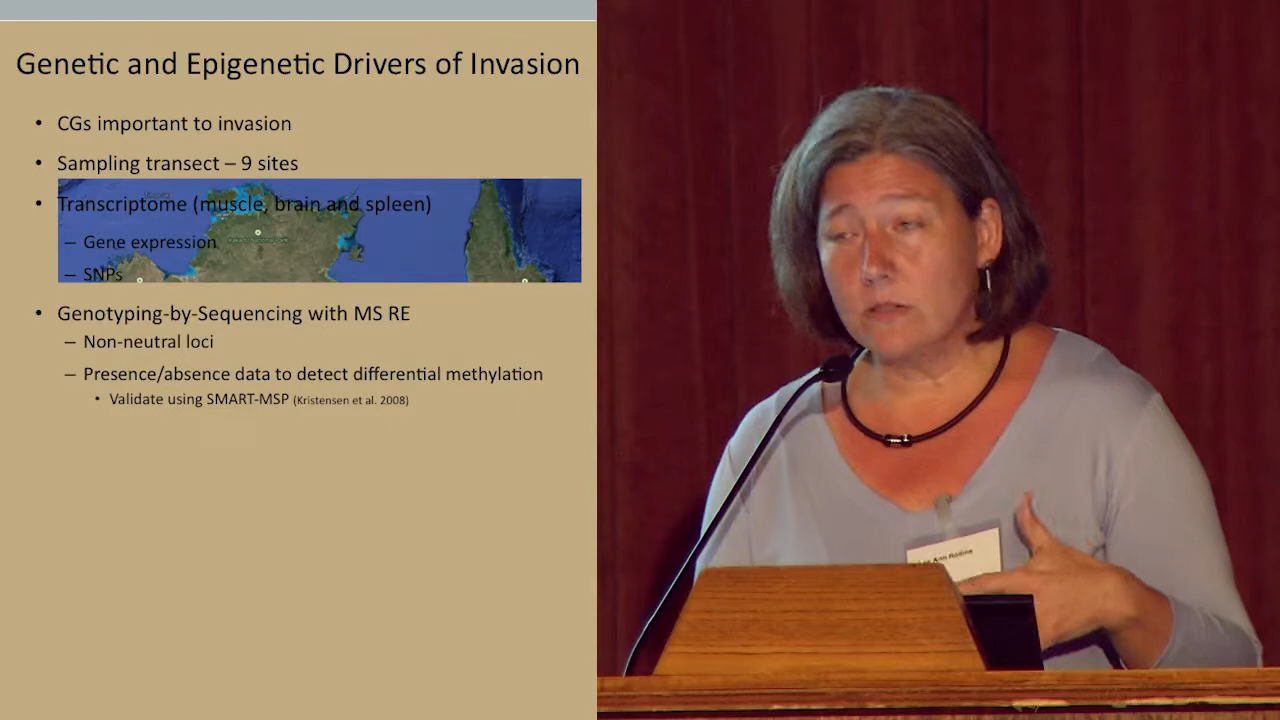 Genetic and Epigenetic Drivers of Invasion
• CGs important to invasion
• Sampling transect – 9 sites
• Transcriptome (muscle, brain and spleen)
– Gene expression
– SNPs
• Genotyping-by-Sequencing with MS RE
– Non-neutral loci
– Presence/absence data to detect differential methylation
• Validate using SMART-MSP (Kristensen et al. 2008)
Ann Rollins